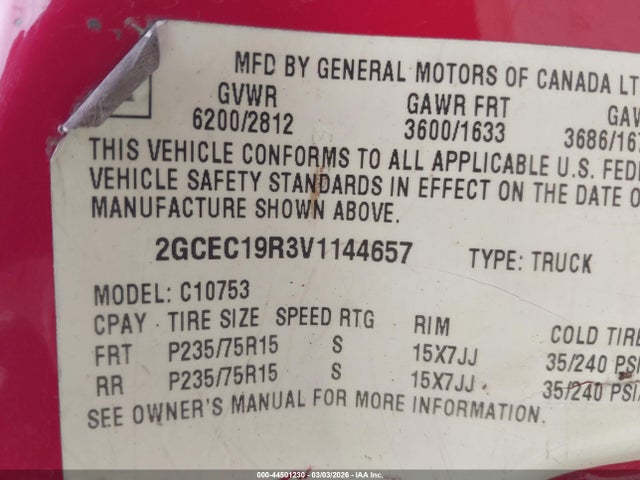 MFD BY GENERAL MOTORS OF CANADA LT
GVWR GAWR FRT GAW
6200/2812 3600/1633 3686/167
THIS VEHICLE CONFORMS TO ALL APPLICABLE U.S. FEDE
VEHICLE SAFETY STANDARDS IN EFFECT ON THE DATE O
MANUFACTURE SHOWN ABOVE.
2GCEC19R3V1144657 TYPE: TRUCK
MODEL: C10753
CPAY TIRE SIZE SPEED RTG RIM COLD TIRE
FRT P235/75R15 S 15X7JJ 35/240 PSI
RR P235/75R15 S 15X7JJ 35/240 PSI/
SEE OWNER'S MANUAL FOR MORE INFORMATION.
000-44501230 - 03/03/2026 - IAA Inc.